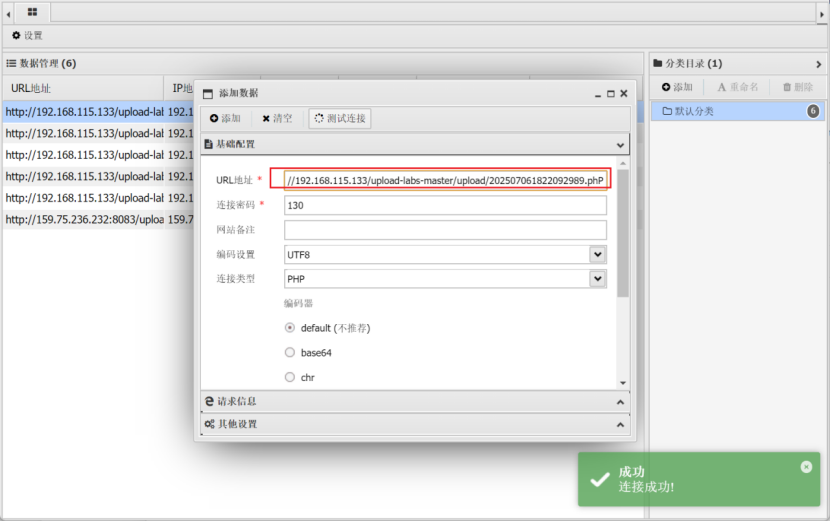 设置
数据管理 (6)
URL地址 IP地
http://192.168.115.133/upload-lab 192.1
http://192.168.115.133/upload-lab 192.1
http://192.168.115.133/upload-lab 192.1
http://192.168.115.133/upload-lab 192.1
http://192.168.115.133/upload-lab 192.1
http://159.75.236.232:8083/uploa 159.7
添加数据
添加 清空 测试连接
基础配置
URL地址 * //192.168.115.133/upload-labs-master/upload/202507061822092989.phP
连接密码 * 130
网站备注
编码设置 UTF8
连接类型 PHP
编码器
default (不推荐)
base64
chr
请求信息
其他设置
分类目录 (1)
添加 A 重命名 删除
默认分类 6
成功
连接成功!